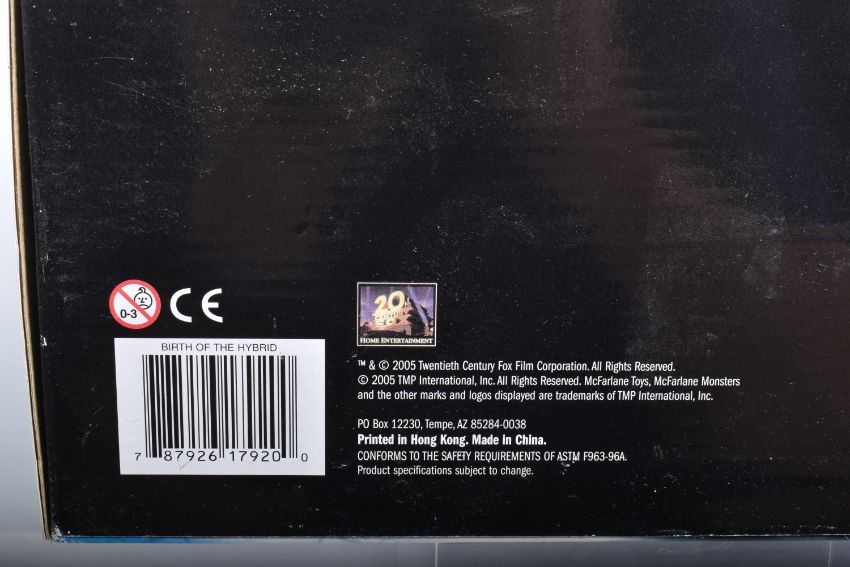 0-3
CE
BIRTH OF THE HYBRID
7 87926 17920 0
20
CENTURY
FOX
HOME ENTERTAINMENT
™ & © 2005 Twentieth Century Fox Film Corporation. All Rights Reserved.
© 2005 TMP International, Inc. All Rights Reserved. McFarlane Toys, McFarlane Monsters
and the other marks and logos displayed are trademarks of TMP International, Inc.
PO Box 12230, Tempe, AZ 85284-0038
Printed in Hong Kong. Made in China.
CONFORMS TO THE SAFETY REQUIREMENTS OF ASTM F963-96A.
Product specifications subject to change.